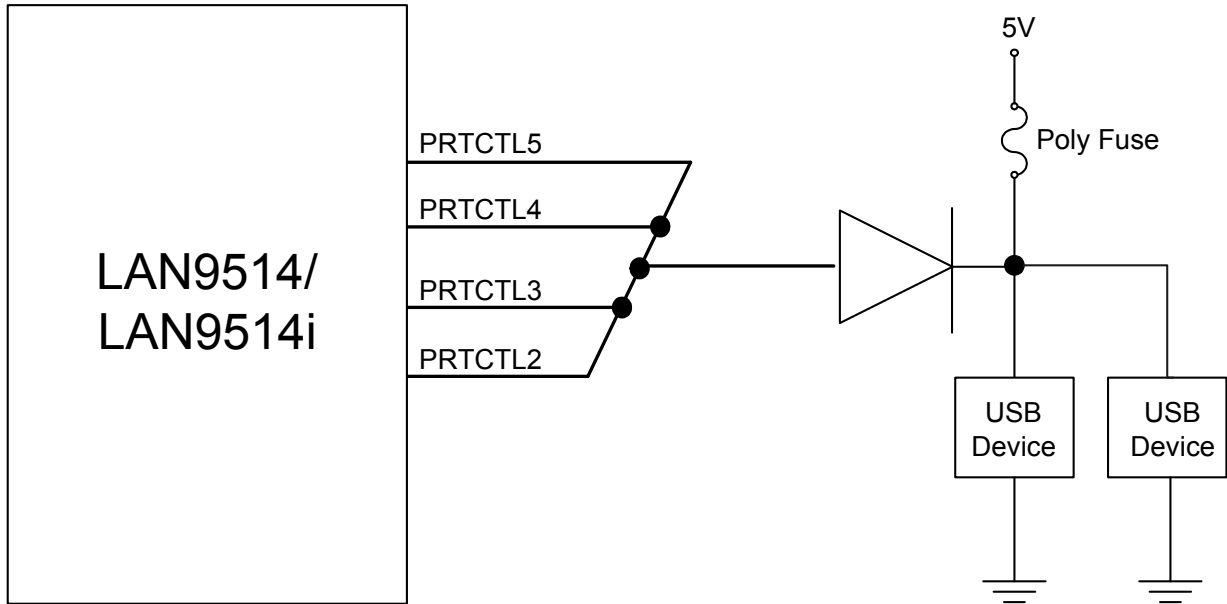 5V
Poly Fuse
PRTCTL5
PRTCTL4
LAN9514/
LAN9514i
PRTCTL3
PRTCTL2
USB
Device
USB
Device